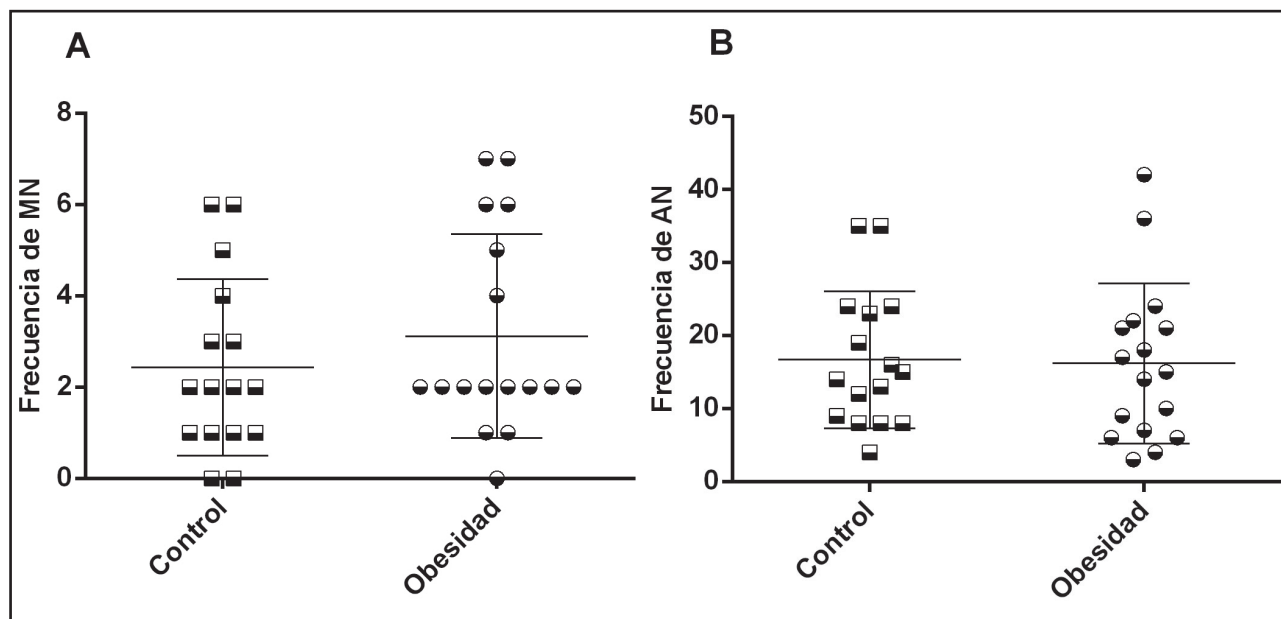 A
8
6
4
2
0
Frecuencia de MN
Control
Obesidad
B
50
40
30
20
10
0
Frecuencia de AN
Control
Obesidad